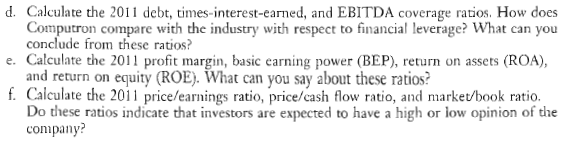 d. Calculate the 2011 debt, times-interest-earned, and EBITDA coverage ratios. How does
Computron compare with the industry with respect to financial leverage? What can you
conclude from these ratios?
e. Calculate the 2011 profit margin, basic earning power (BEP), return on assets (ROA),
and return on equity (ROE). What can you say about these ratios?
f. Calculate the 2011 price/earnings ratio, price/cash flow ratio, and market/book ratio.
Do these ratios indicate that investors are expected to have a high or low opinion of the
company?